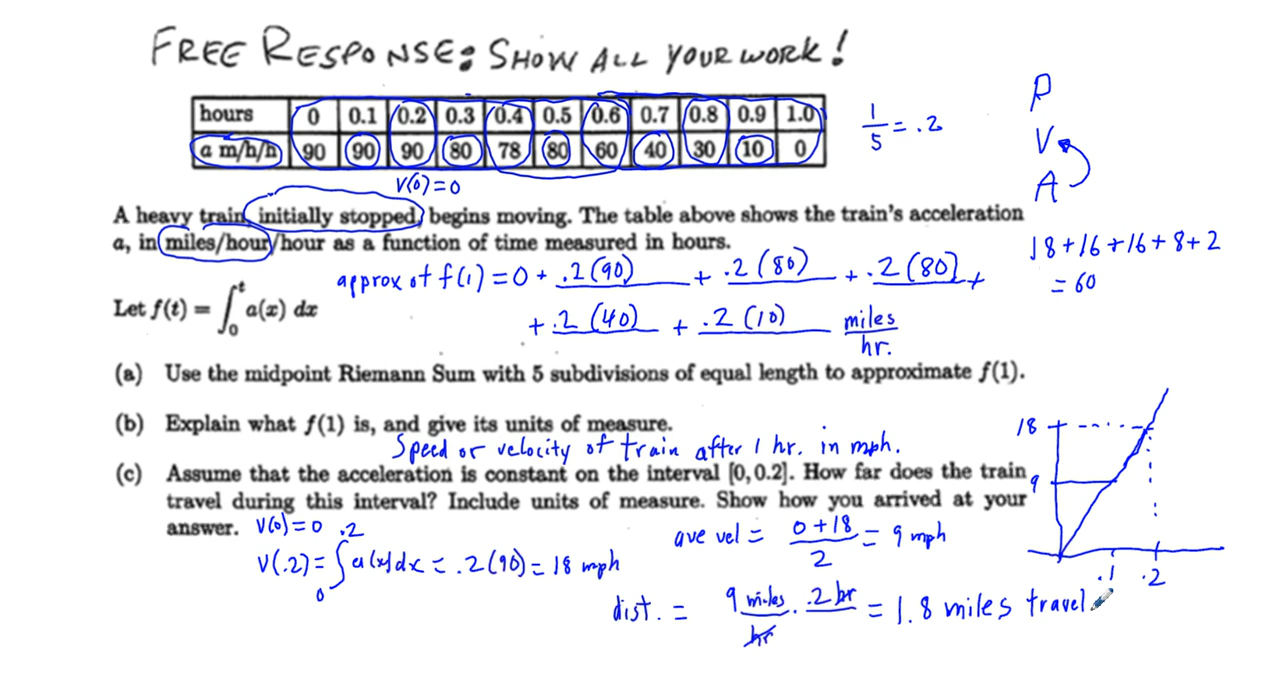 FREE RESPONSE: SHOW ALL YOUR WORK!
hours 0 0.1 0.2 0.3 0.4 0.5 0.6 0.7 0.8 0.9 1.0
a m/h/h 90 90 90 80 78 80 60 40 30 10 0
1/5 = .2
P
V
A
V(0)=0
A heavy train, initially stopped, begins moving. The table above shows the train's acceleration
a, in miles/hour/hour as a function of time measured in hours.
18+16+16+8+2
= 60
approx of f(1) = 0 + .2(90) + .2(80) + .2(80) +
Let f(t) = ∫₀ᵗ a(x) dx
+ .2(40) + .2(10) miles/hr.
(a) Use the midpoint Riemann Sum with 5 subdivisions of equal length to approximate f(1).
(b) Explain what f(1) is, and give its units of measure.
Speed or velocity of train after 1 hr. in mph.
(c) Assume that the acceleration is constant on the interval [0, 0.2]. How far does the train
travel during this interval? Include units of measure. Show how you arrived at your
answer.
V(0)=0
V(.2) = ∫₀^.2 a(x)dx = .2(90) = 18 mph
ave vel = (0+18)/2 = 9 mph
dist. = 9 miles/hr · .2 hr = 1.8 miles travel
18
9
.1 .2